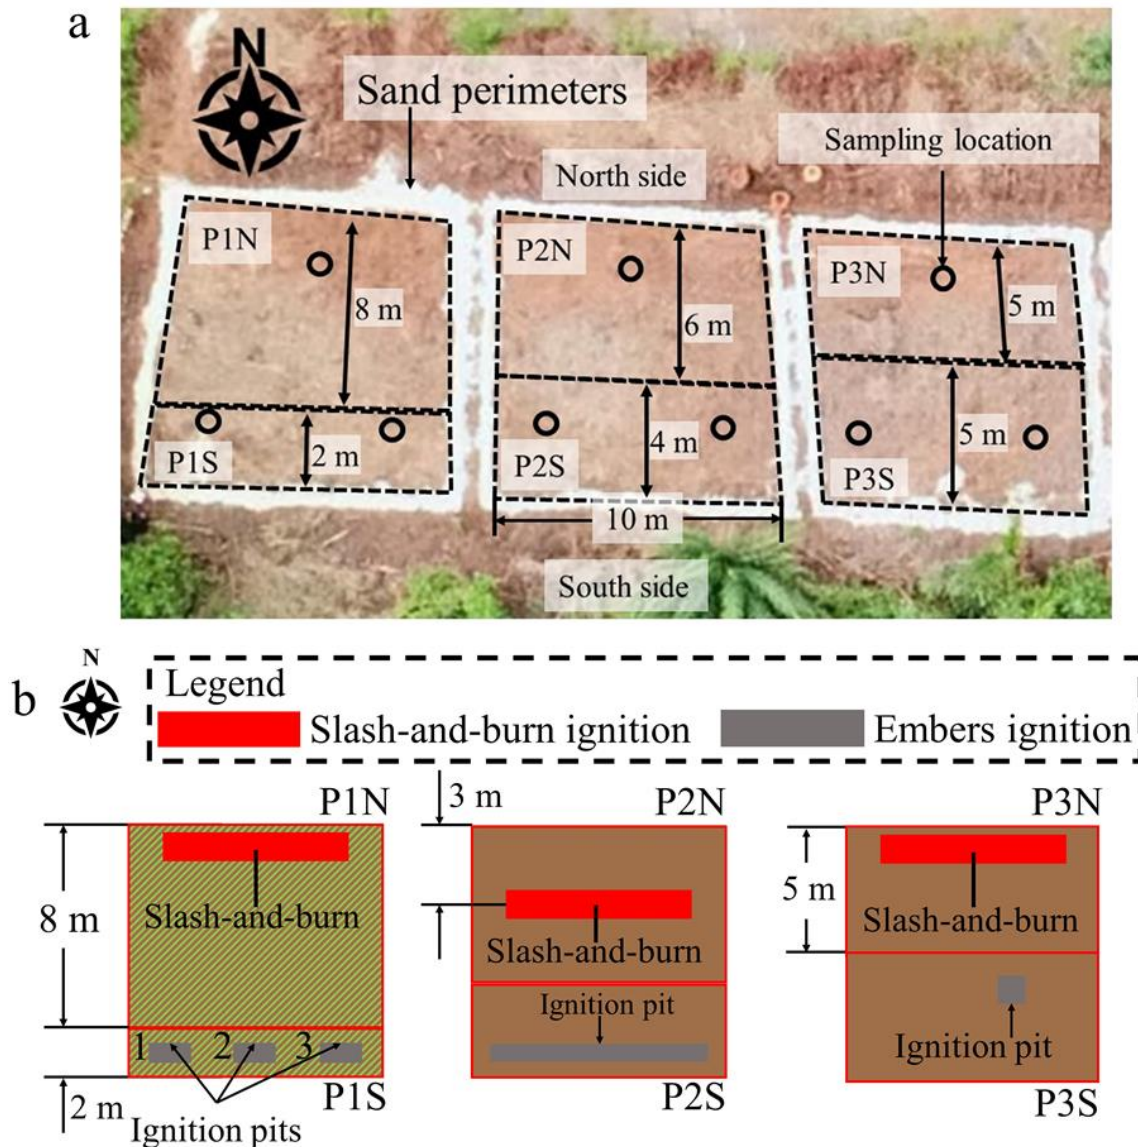 a
N
Sand perimeters
Sampling location
North side
P1N
P2N
P3N
8 m
6 m
5 m
P1S
2 m
P2S
4 m
P3S
5 m
10 m
South side
b
N
Legend
Slash-and-burn ignition
Embers ignition
P1N
3 m
P2N
P3N
8 m
Slash-and-burn
Slash-and-burn
5 m
Slash-and-burn
1
2
3
Ignition pit
Ignition pit
2 m
Ignition pits
P1S
P2S
P3S